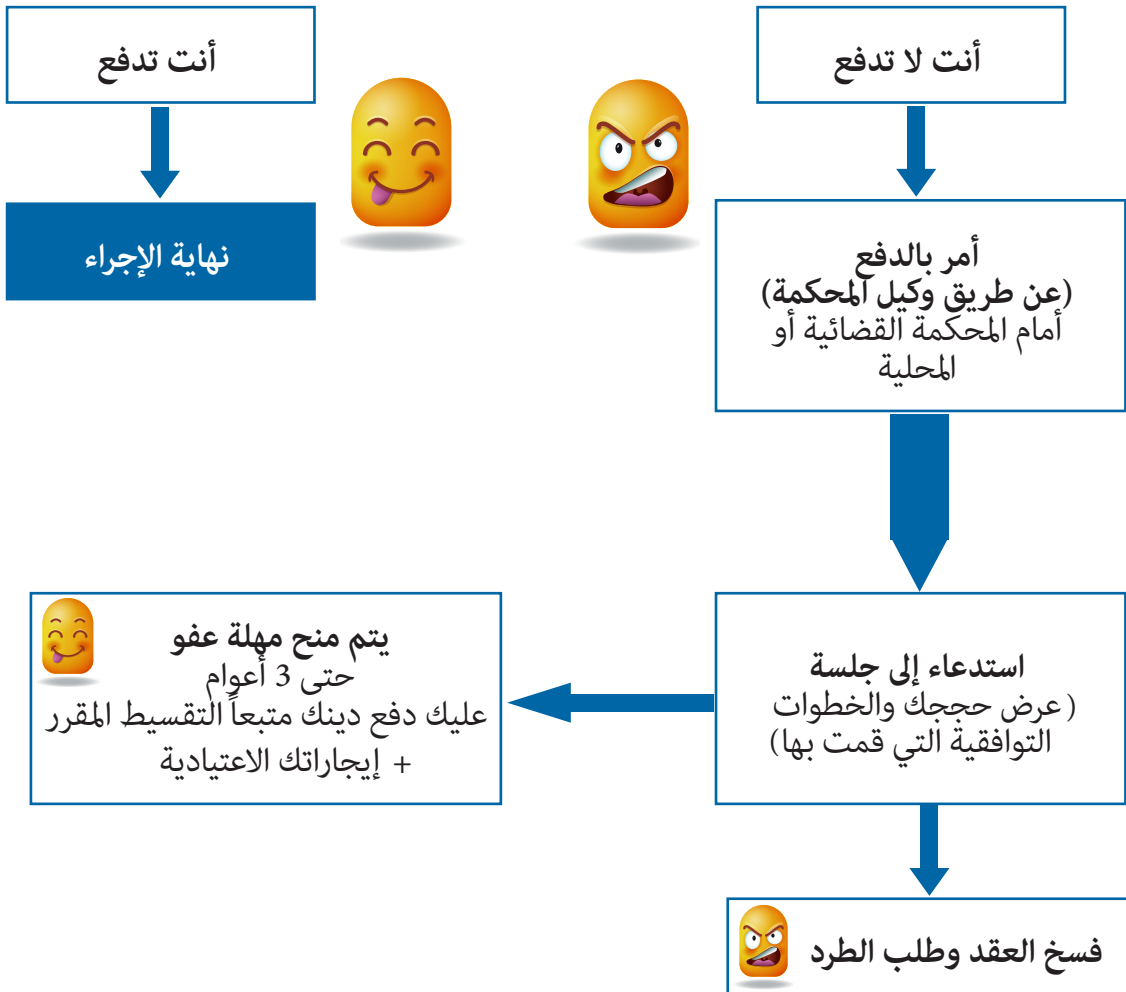 أنت لا تدفع
أنت تدفع
أمر بالدفع
(عن طريق وكيل المحكمة)
أمام المحكمة القضائية أو
المحلية
نهاية الإجراء
استدعاء إلى جلسة
(عرض حججك والخطوات
التوافقية التي قمت بها)
يتم منح مهلة عفو
حتى 3 أعوام
عليك دفع دينك متبعاً التقسيط المقرر
+ إيجاراتك الاعتيادية
فسخ العقد وطلب الطرد